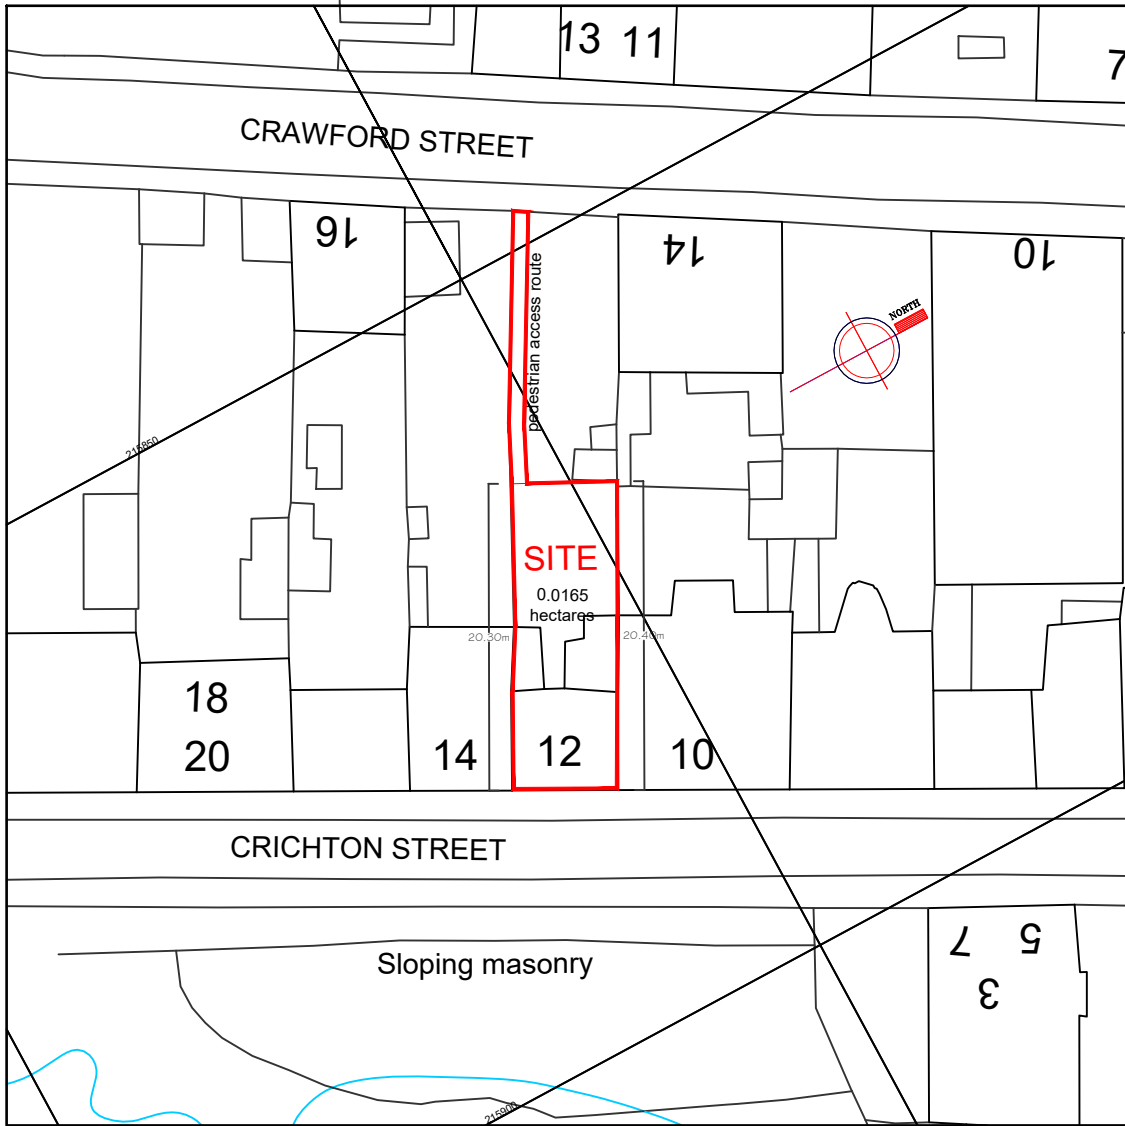 13 11
7
CRAWFORD STREET
16
14
10
NORTH
pedestrian access route
215850
SITE
0.0165
hectares
20.30m
20.40m
18
20
14
12
10
CRICHTON STREET
Sloping masonry
7
5
3
215900